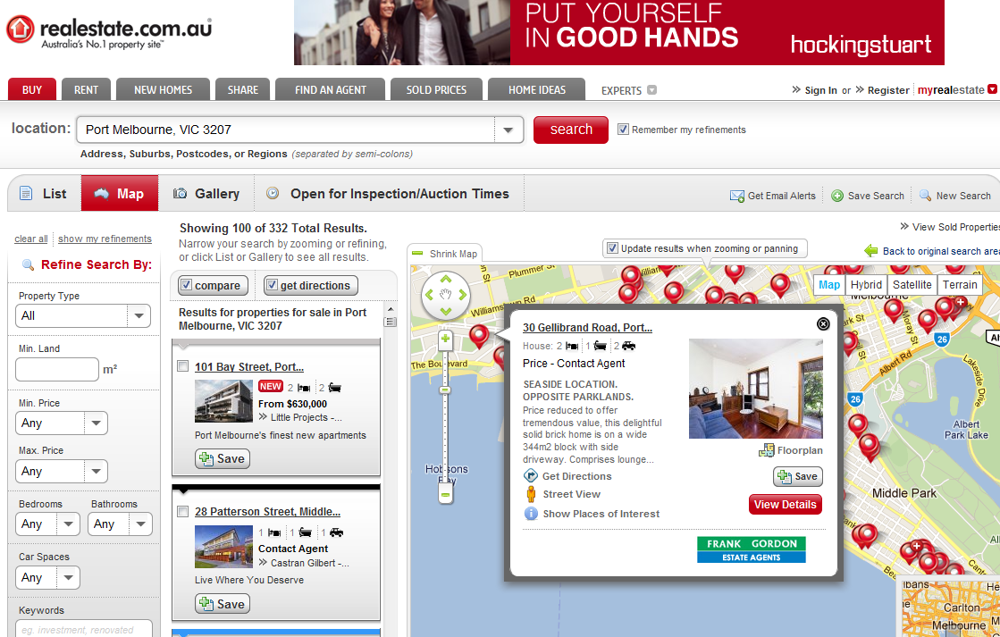 realestate.com.au
Australia's No.1 property site™
PUT YOURSELF
IN GOOD HANDS
hockingstuart
BUY
RENT
NEW HOMES
SHARE
FIND AN AGENT
SOLD PRICES
HOME IDEAS
EXPERTS
Sign In or
Register
myrealestate
location:
Port Melbourne, VIC 3207
search
Remember my refinements
Address, Suburbs, Postcodes, or Regions (separated by semi-colons)
List
Map
Gallery
Open for Inspection/Auction Times
Get Email Alerts
Save Search
New Search
clear all
show my refinements
Refine Search By:
Property Type
All
Min. Land
m²
Min. Price
Any
Max. Price
Any
Bedrooms
Any
Bathrooms
Any
Car Spaces
Any
Keywords
eg. investment, renovated
Showing 100 of 332 Total Results.
Narrow your search by zooming or refining,
or click List or Gallery to see all results.
compare
get directions
Results for properties for sale in Port
Melbourne, VIC 3207
101 Bay Street, Port...
NEW 2 2
From $630,000
Little Projects -...
Port Melbourne's finest new apartments
Save
28 Patterson Street, Middle...
1 1 1
Contact Agent
Castran Gilbert -...
Live Where You Deserve
Save
View Sold Propertie
Shrink Map
Update results when zooming or panning
Back to original search area
Map
Hybrid
Satellite
Terrain
Plummer St
Williamstown Rd
The Boulevard
Hobsons
Bay
30 Gellibrand Road, Port...
House: 2 1 2
Price - Contact Agent
SEASIDE LOCATION.
OPPOSITE PARKLANDS.
Price reduced to offer
tremendous value, this delightful
solid brick home is on a wide
344m2 block with side
driveway. Comprises lounge...
Get Directions
Street View
Show Places of Interest
Floorplan
Save
View Details
FRANK GORDON
ESTATE AGENTS
Melbourne
Park St
Moray St
26
Albert Rd
26
Lakeside Drive
Albert
Park Lake
Middle Park
lbans
Carlton
Melbourne